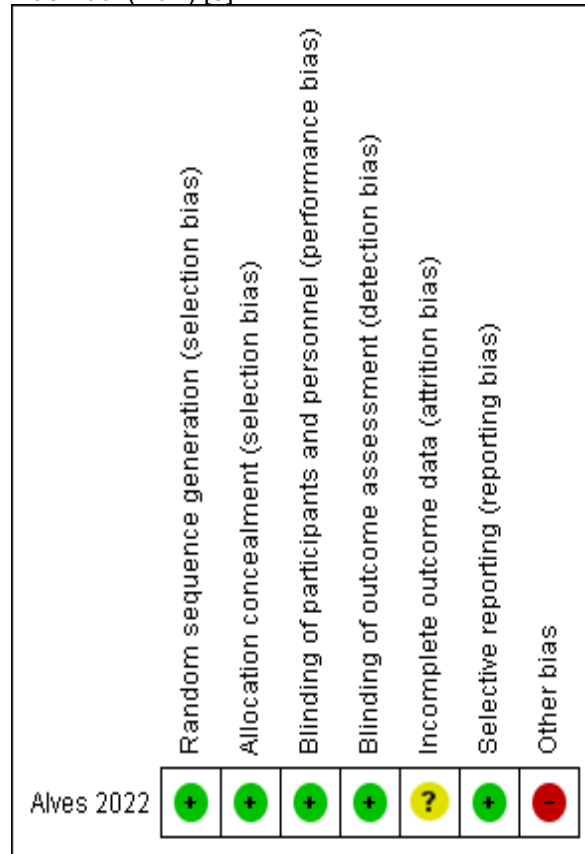 Random sequence generation (selection bias)
Allocation concealment (selection bias)
Blinding of participants and personnel (performance bias)
Blinding of outcome assessment (detection bias)
Incomplete outcome data (attrition bias)
Selective reporting (reporting bias)
Other bias
Alves 2022 + + + + ? + -